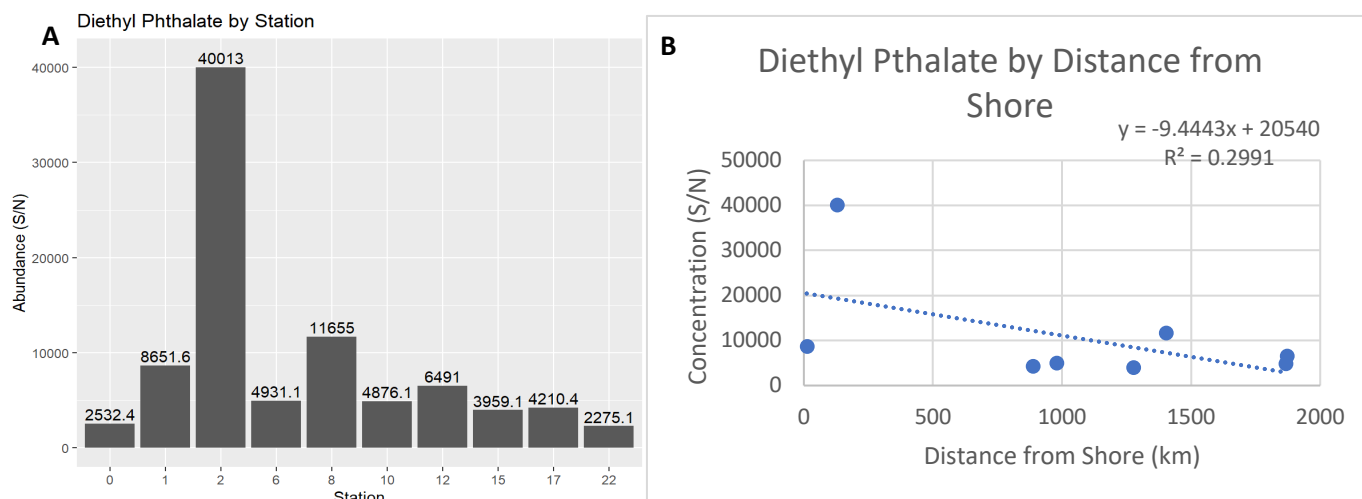 Diethyl Phthalate by Station
A
40013
40000
30000
20000
11655
10000
8651.6
6491
4931.1
4876.1
3959.1
4210.4
2532.4
2275.1
0
Abundance (S/N)
0 1 2 6 8 10 12 15 17 22
Station
B
Diethyl Pthalate by Distance from
Shore
y = -9.4443x + 20540
R² = 0.2991
50000
40000
30000
20000
10000
0
Concentration (S/N)
0 500 1000 1500 2000
Distance from Shore (km)